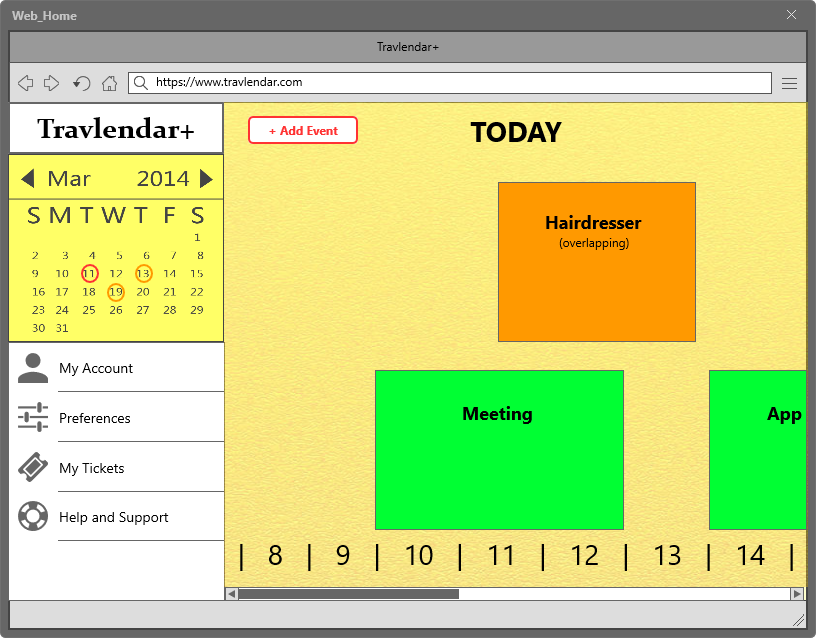 Web_Home
Travlendar+
https://www.travlendar.com
Travlendar+
Mar 2014
S M T W T F S
1
2 3 4 5 6 7 8
9 10 11 12 13 14 15
16 17 18 19 20 21 22
23 24 25 26 27 28 29
30 31
My Account
Preferences
My Tickets
Help and Support
+ Add Event
TODAY
Hairdresser
(overlapping)
Meeting
App
| 8 | 9 | 10 | 11 | 12 | 13 | 14 |